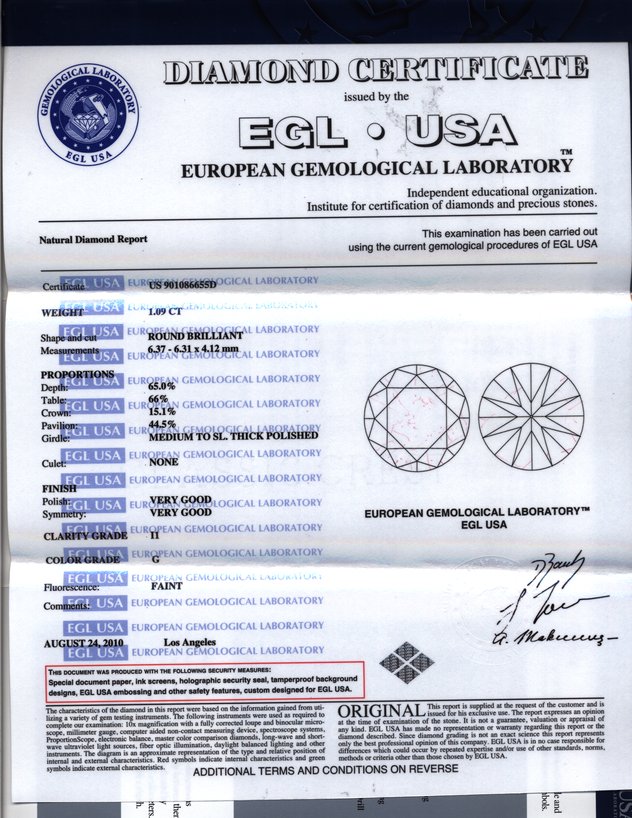 GEMOLOGICAL LABORATORY
EGL USA
DIAMOND CERTIFICATE
issued by the
EGL • USA
EUROPEAN GEMOLOGICAL LABORATORY™
Independent educational organization.
Institute for certification of diamonds and precious stones.
Natural Diamond Report
This examination has been carried out
using the current gemological procedures of EGL USA
Certificate US 901086655D
WEIGHT 1.09 CT
Shape and cut ROUND BRILLIANT
Measurements 6.37 - 6.31 x 4.12 mm
PROPORTIONS
Depth: 65.0%
Table: 66%
Crown: 15.1%
Pavilion: 44.5%
Girdle: MEDIUM TO SL. THICK POLISHED
Culet: NONE
FINISH
Polish: VERY GOOD
Symmetry: VERY GOOD
CLARITY GRADE I1
COLOR GRADE G
Fluorescence: FAINT
Comments:
AUGUST 24, 2010 Los Angeles
EGL USA EUROPEAN GEMOLOGICAL LABORATORY
EUROPEAN GEMOLOGICAL LABORATORY™
EGL USA
THIS DOCUMENT WAS PRODUCED WITH THE FOLLOWING SECURITY MEASURES:
Special document paper, ink screens, holographic security seal, tamperproof background
designs, EGL USA embossing and other safety features, custom designed for EGL USA.
The characteristics of the diamond in this report were based on the information gained from uti-
lizing a variety of gem testing instruments. The following instruments were used as required to
complete our examination: 10x magnification with a fully corrected loupe and binocular micro-
scope, millimeter gauge, computer aided non-contact measuring device, spectroscope systems,
ProportionScope, electronic balance, master color comparison diamonds, long-wave and short-
wave ultraviolet light sources, fiber optic illumination, daylight balanced lighting and other
instruments. The diagram is an approximate representation of the type and relative position of
internal and external characteristics. Red symbols indicate internal characteristics and green
symbols indicate external characteristics.
ORIGINAL This report is supplied at the request of the customer and is
issued for his exclusive use. The report expresses an opinion
at the time of examination of the stone. It is not a guarantee, valuation or appraisal of
any kind. EGL USA has made no representation or warranty regarding this report or the
diamond described. Since diamond grading is not an exact science this report represents
only the best professional opinion of this company. EGL USA is in no case responsible for
differences which could occur by repeated expertise and/or use of other standards, norms,
methods or criteria other than those chosen by EGL USA.
ADDITIONAL TERMS AND CONDITIONS ON REVERSE